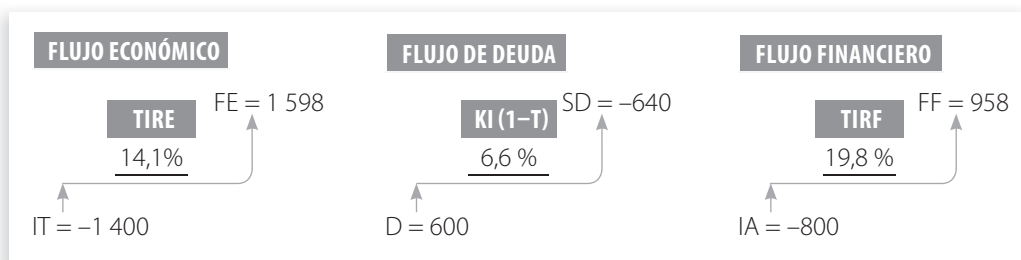 FLUJO ECONÓMICO
TIRE
FE = 1 598
14,1%
IT = –1 400
FLUJO DE DEUDA
KI (1–T)
SD = –640
6,6 %
D = 600
FLUJO FINANCIERO
TIRF
FF = 958
19,8 %
IA = –800